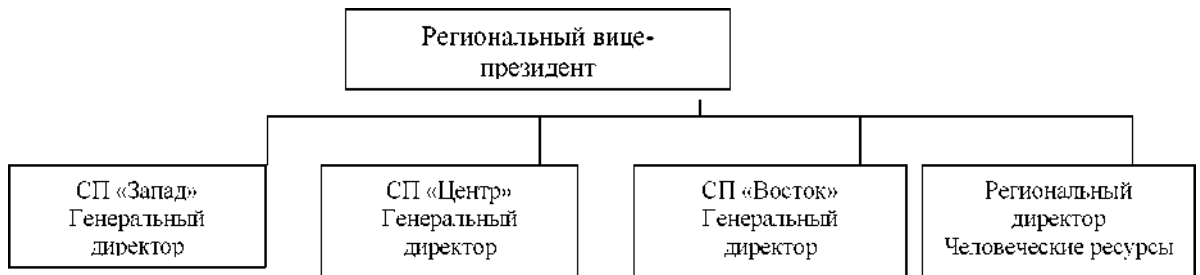 Региональный вице-
президент
СП «Запад»
Генеральный
директор
СП «Центр»
Генеральный
директор
СП «Восток»
Генеральный
директор
Региональный
директор
Человеческие ресурсы